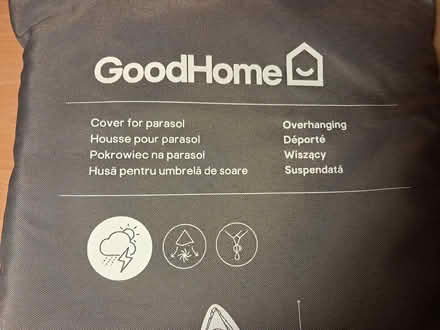 GoodHome
Cover for parasol Overhanging
Housse pour parasol Déporté
Pokrowiec na parasol Wiszący
Husă pentru umbrelă de soare Suspendată